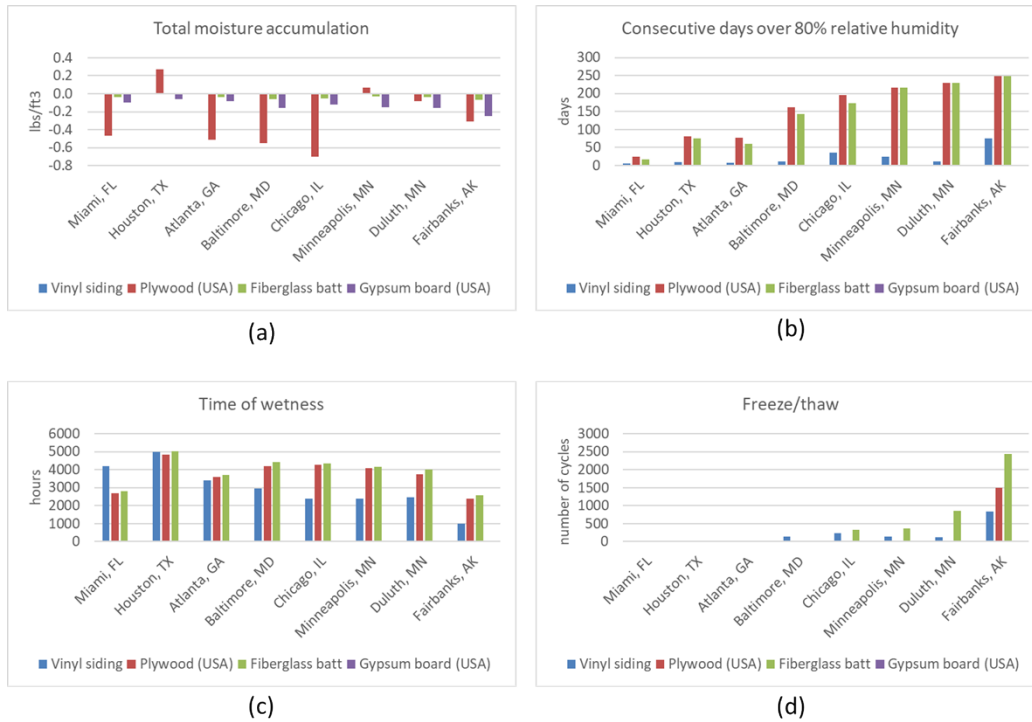 Total moisture accumulation
lbs/ft3
0.4
0.2
0.0
-0.2
-0.4
-0.6
-0.8
Miami, FL
Houston, TX
Atlanta, GA
Baltimore, MD
Chicago, IL
Minneapolis, MN
Duluth, MN
Fairbanks, AK
Vinyl siding Plywood (USA) Fiberglass batt Gypsum board (USA)
(a)
Consecutive days over 80% relative humidity
days
300
250
200
150
100
50
0
Miami, FL
Houston, TX
Atlanta, GA
Baltimore, MD
Chicago, IL
Minneapolis, MN
Duluth, MN
Fairbanks, AK
Vinyl siding Plywood (USA) Fiberglass batt Gypsum board (USA)
(b)
Time of wetness
hours
6000
5000
4000
3000
2000
1000
0
Miami, FL
Houston, TX
Atlanta, GA
Baltimore, MD
Chicago, IL
Minneapolis, MN
Duluth, MN
Fairbanks, AK
Vinyl siding Plywood (USA) Fiberglass batt Gypsum board (USA)
(c)
Freeze/thaw
number of cycles
3000
2500
2000
1500
1000
500
0
Miami, FL
Houston, TX
Atlanta, GA
Baltimore, MD
Chicago, IL
Minneapolis, MN
Duluth, MN
Fairbanks, AK
Vinyl siding Plywood (USA) Fiberglass batt Gypsum board (USA)
(d)